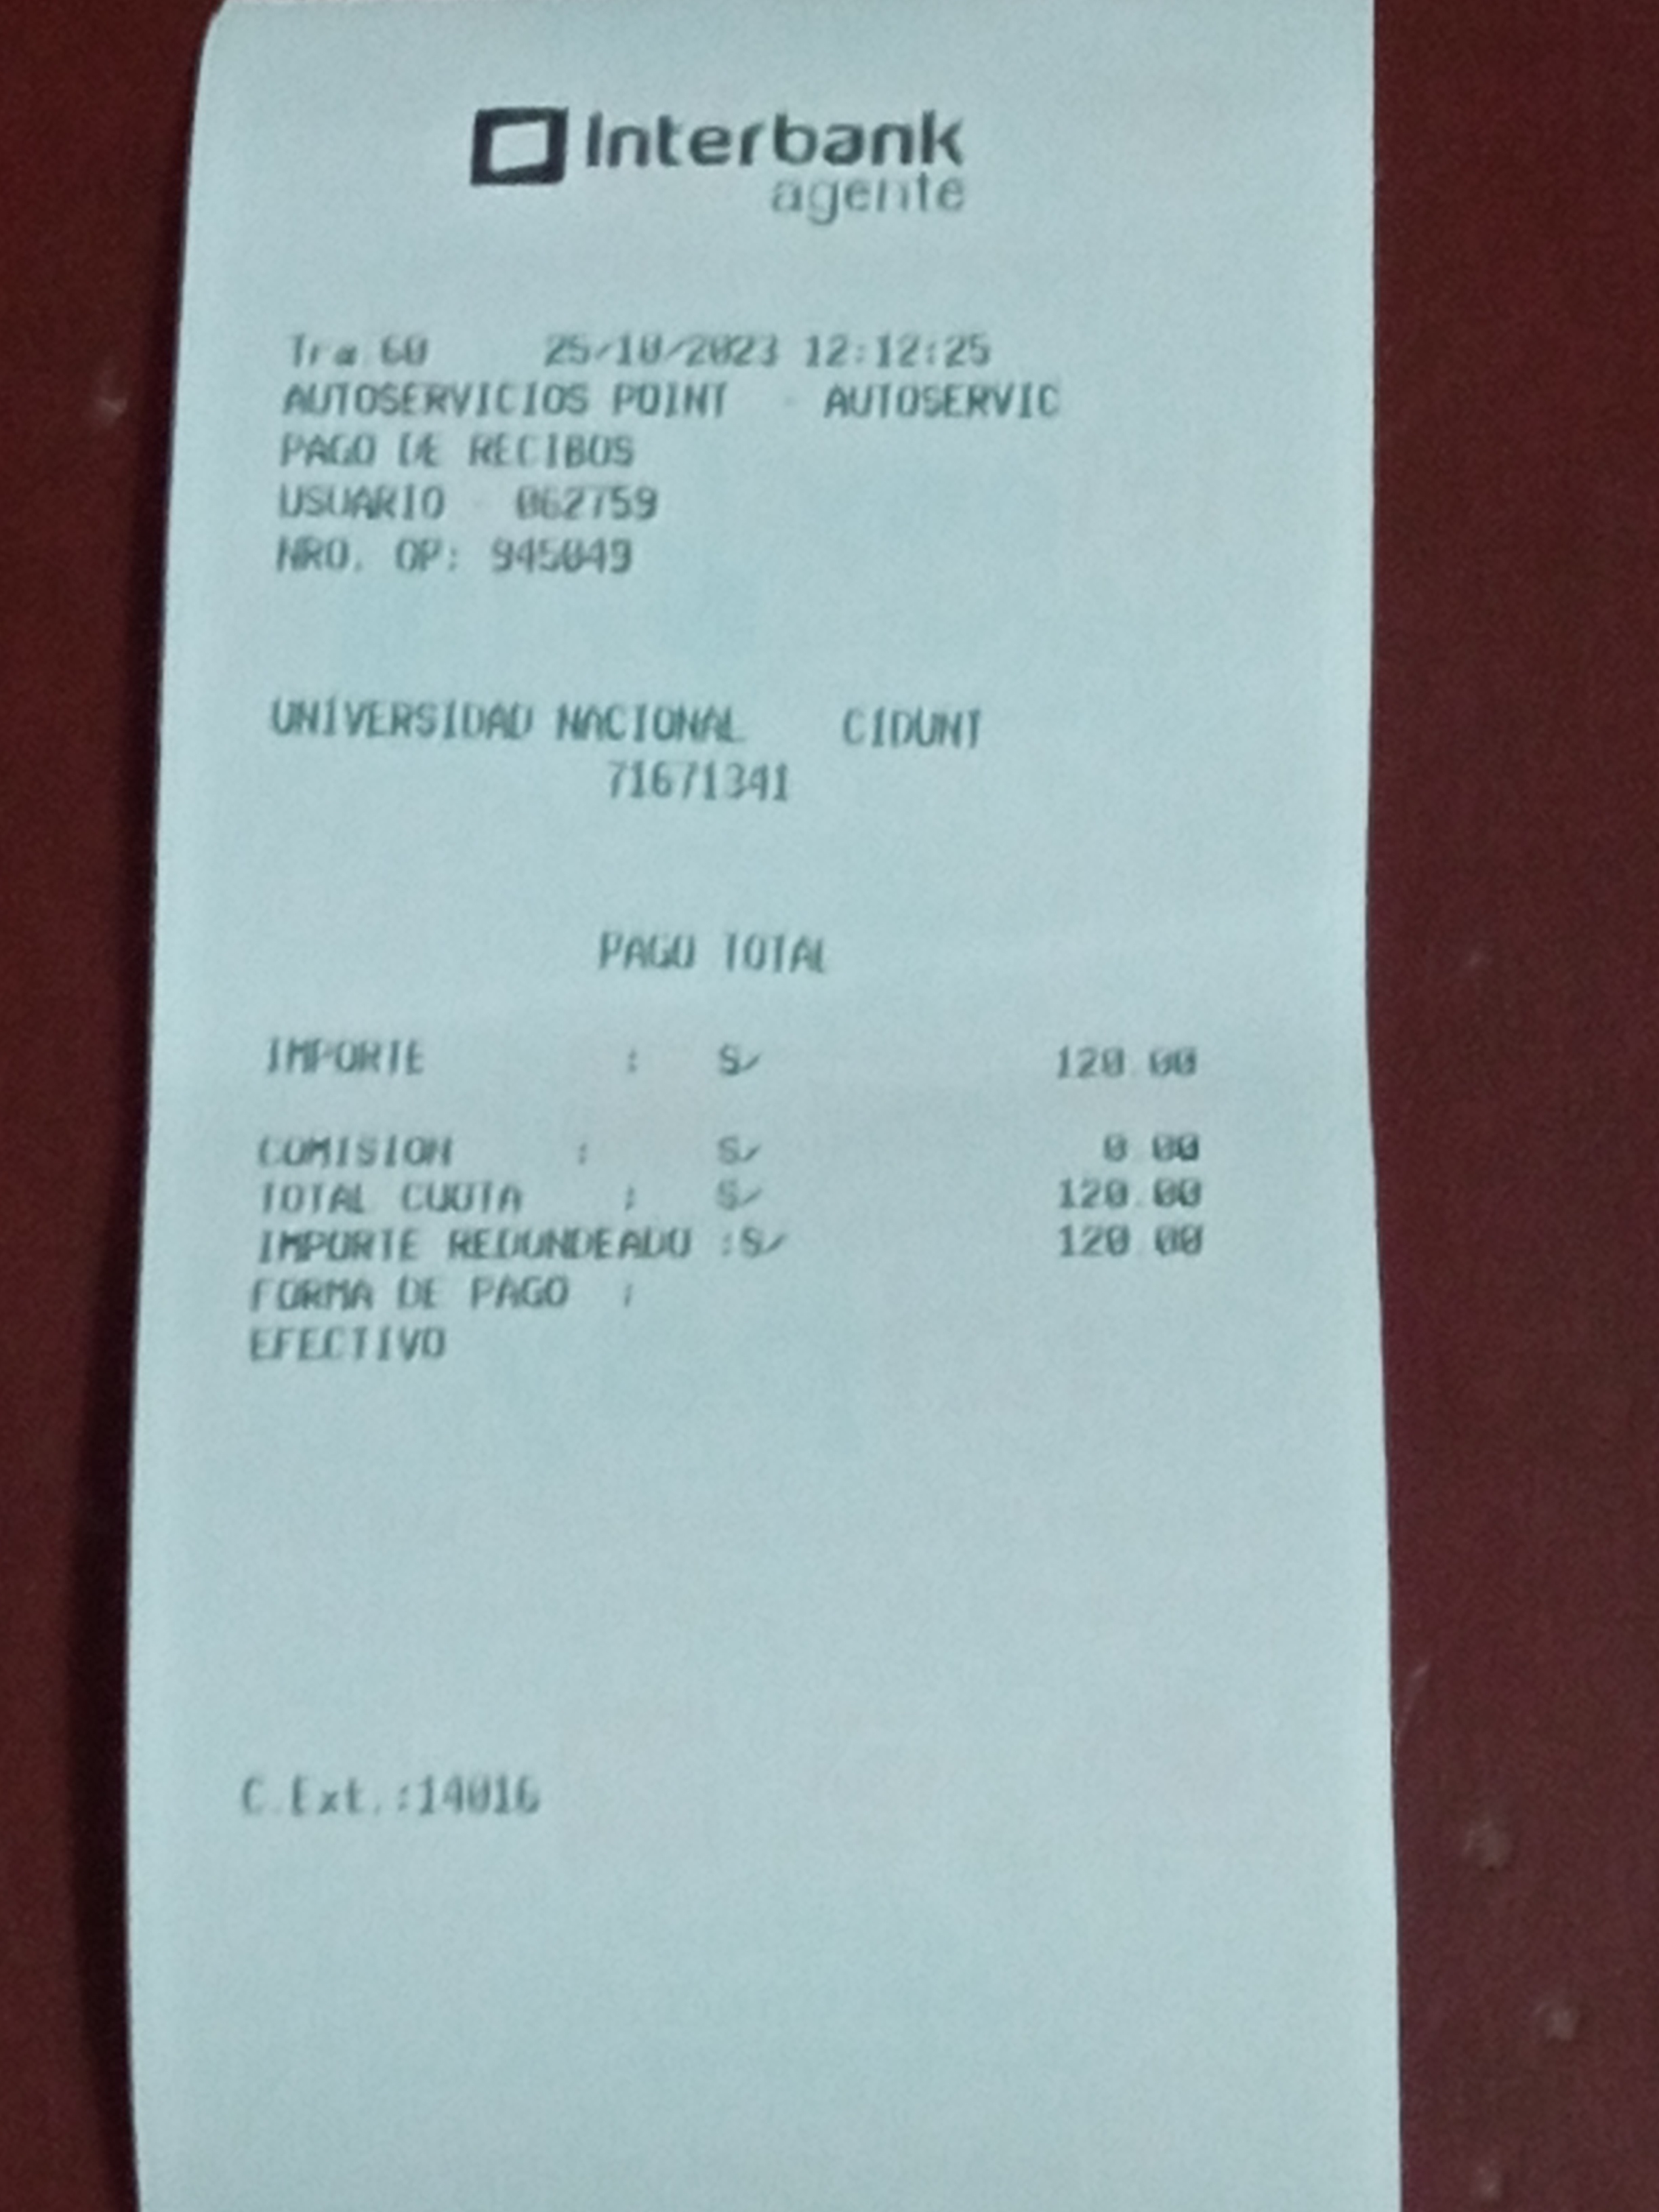 Interbank
agente
Tra 60 25/10/2023 12:12:25
AUTOSERVICIOS POINT - AUTOSERVIC
PAGO DE RECIBOS
USUARIO - 062759
NRO. OP: 945049
UNIVERSIDAD NACIONAL CIDUNT
71671341
PAGO TOTAL
IMPORTE : S/ 120.00
COMISION : S/ 0.00
TOTAL CUOTA : S/ 120.00
IMPORTE REDONDEADO :S/ 120.00
FORMA DE PAGO :
EFECTIVO
C.Ext.:14016